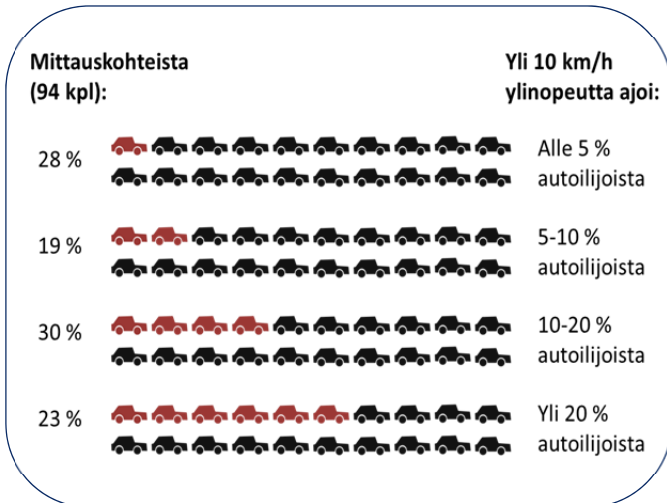 Mittauskohteista
(94 kpl):
Yli 10 km/h
ylinopeutta ajoi:
28 %
Alle 5 %
autoilijoista
19 %
5-10 %
autoilijoista
30 %
10-20 %
autoilijoista
23 %
Yli 20 %
autoilijoista